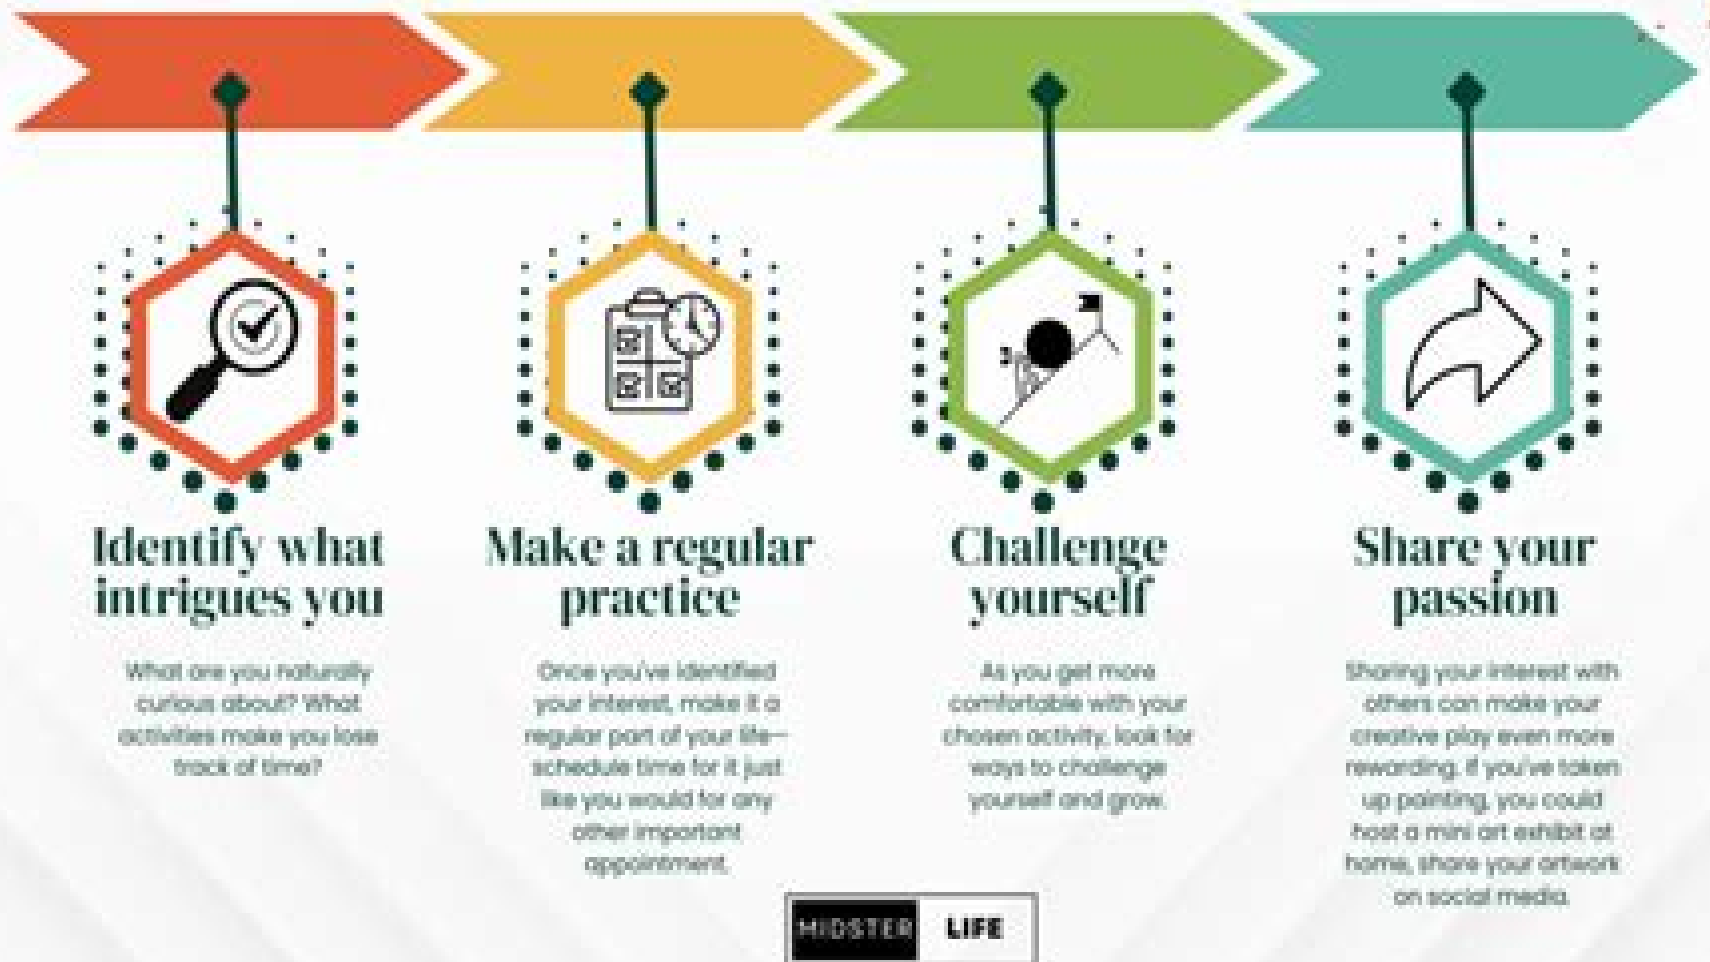 Identify what
intrigues you
What are you naturally
curious about? What
activities make you lose
track of time?
Make a regular
practice
Once you've identified
your interest, make it a
regular part of your life—
schedule time for it just
like you would for any
other important
appointment.
Challenge
yourself
As you get more
comfortable with your
chosen activity, look for
ways to challenge
yourself and grow.
Share your
passion
Sharing your interest with
others can make your
creative play even more
rewarding. If you've taken
up painting, you could
host a mini art exhibit at
home, share your artwork
on social media.
MIDSTER LIFE